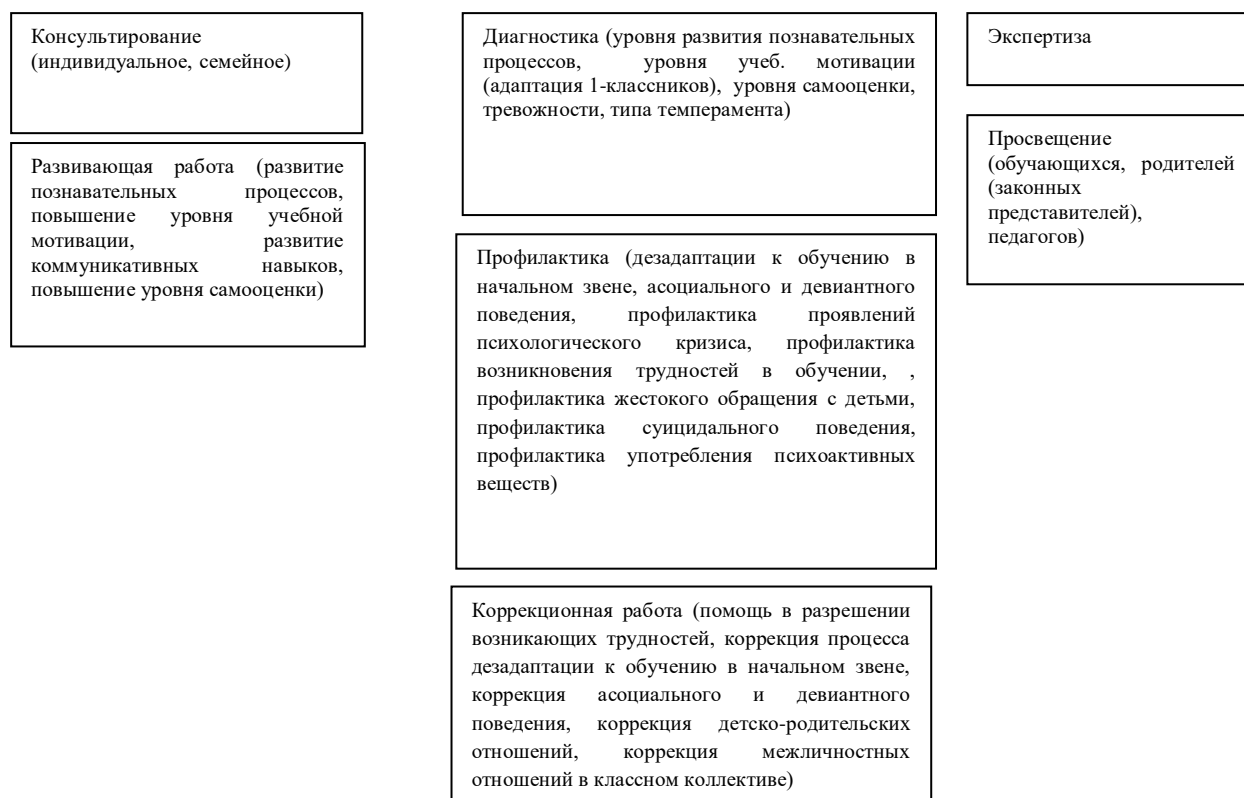 Консультирование
(индивидуальное, семейное)
Развивающая работа (развитие
познавательных процессов,
повышение уровня учебной
мотивации, развитие
коммуникативных навыков,
повышение уровня самооценки)
Диагностика (уровня развития познавательных
процессов, уровня учеб. мотивации
(адаптация 1-классников), уровня самооценки,
тревожности, типа темперамента)
Профилактика (дезадаптации к обучению в
начальном звене, асоциального и девиантного
поведения, профилактика проявлений
психологического кризиса, профилактика
возникновения трудностей в обучении, ,
профилактика жестокого обращения с детьми,
профилактика суицидального поведения,
профилактика употребления психоактивных
веществ)
Коррекционная работа (помощь в разрешении
возникающих трудностей, коррекция процесса
дезадаптации к обучению в начальном звене,
коррекция асоциального и девиантного
поведения, коррекция детско-родительских
отношений, коррекция межличностных
отношений в классном коллективе)
Экспертиза
Просвещение
(обучающихся, родителей
(законных
представителей),
педагогов)